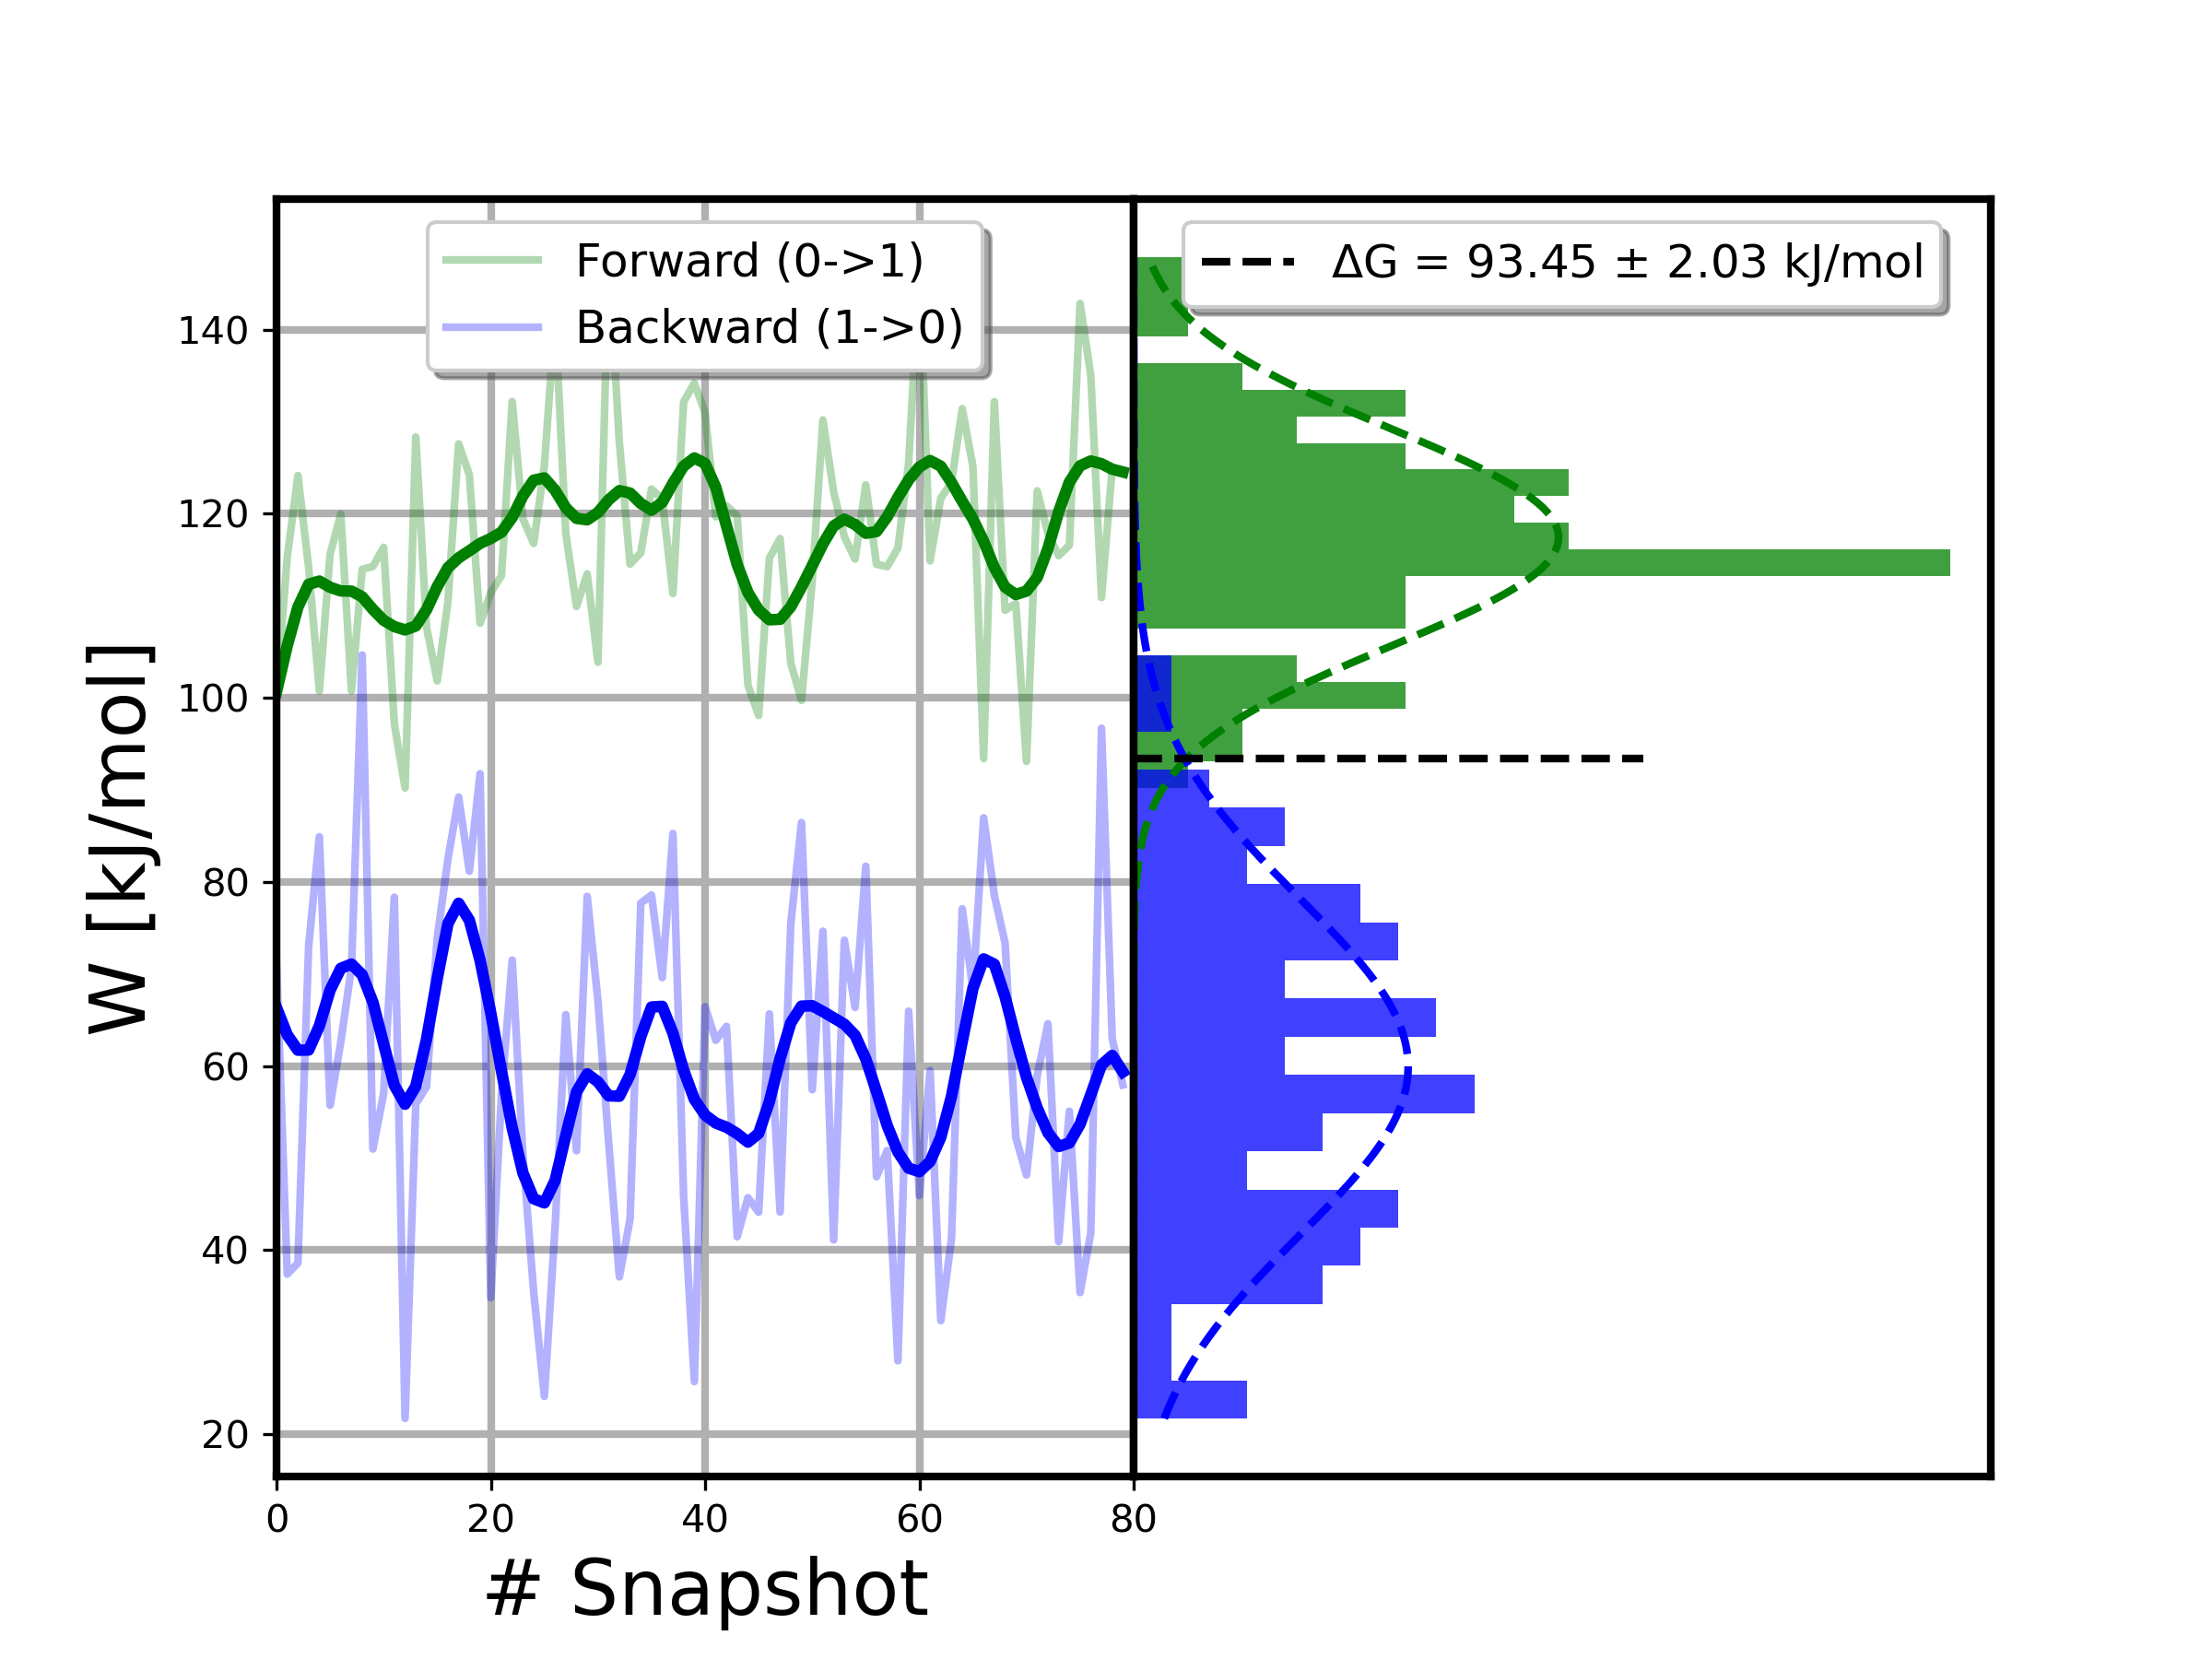 Forward (0->1)
Backward (1->0)
ΔG = 93.45 ± 2.03 kJ/mol
W [kJ/mol]
140
120
100
80
60
40
20
0 20 40 60 80
# Snapshot